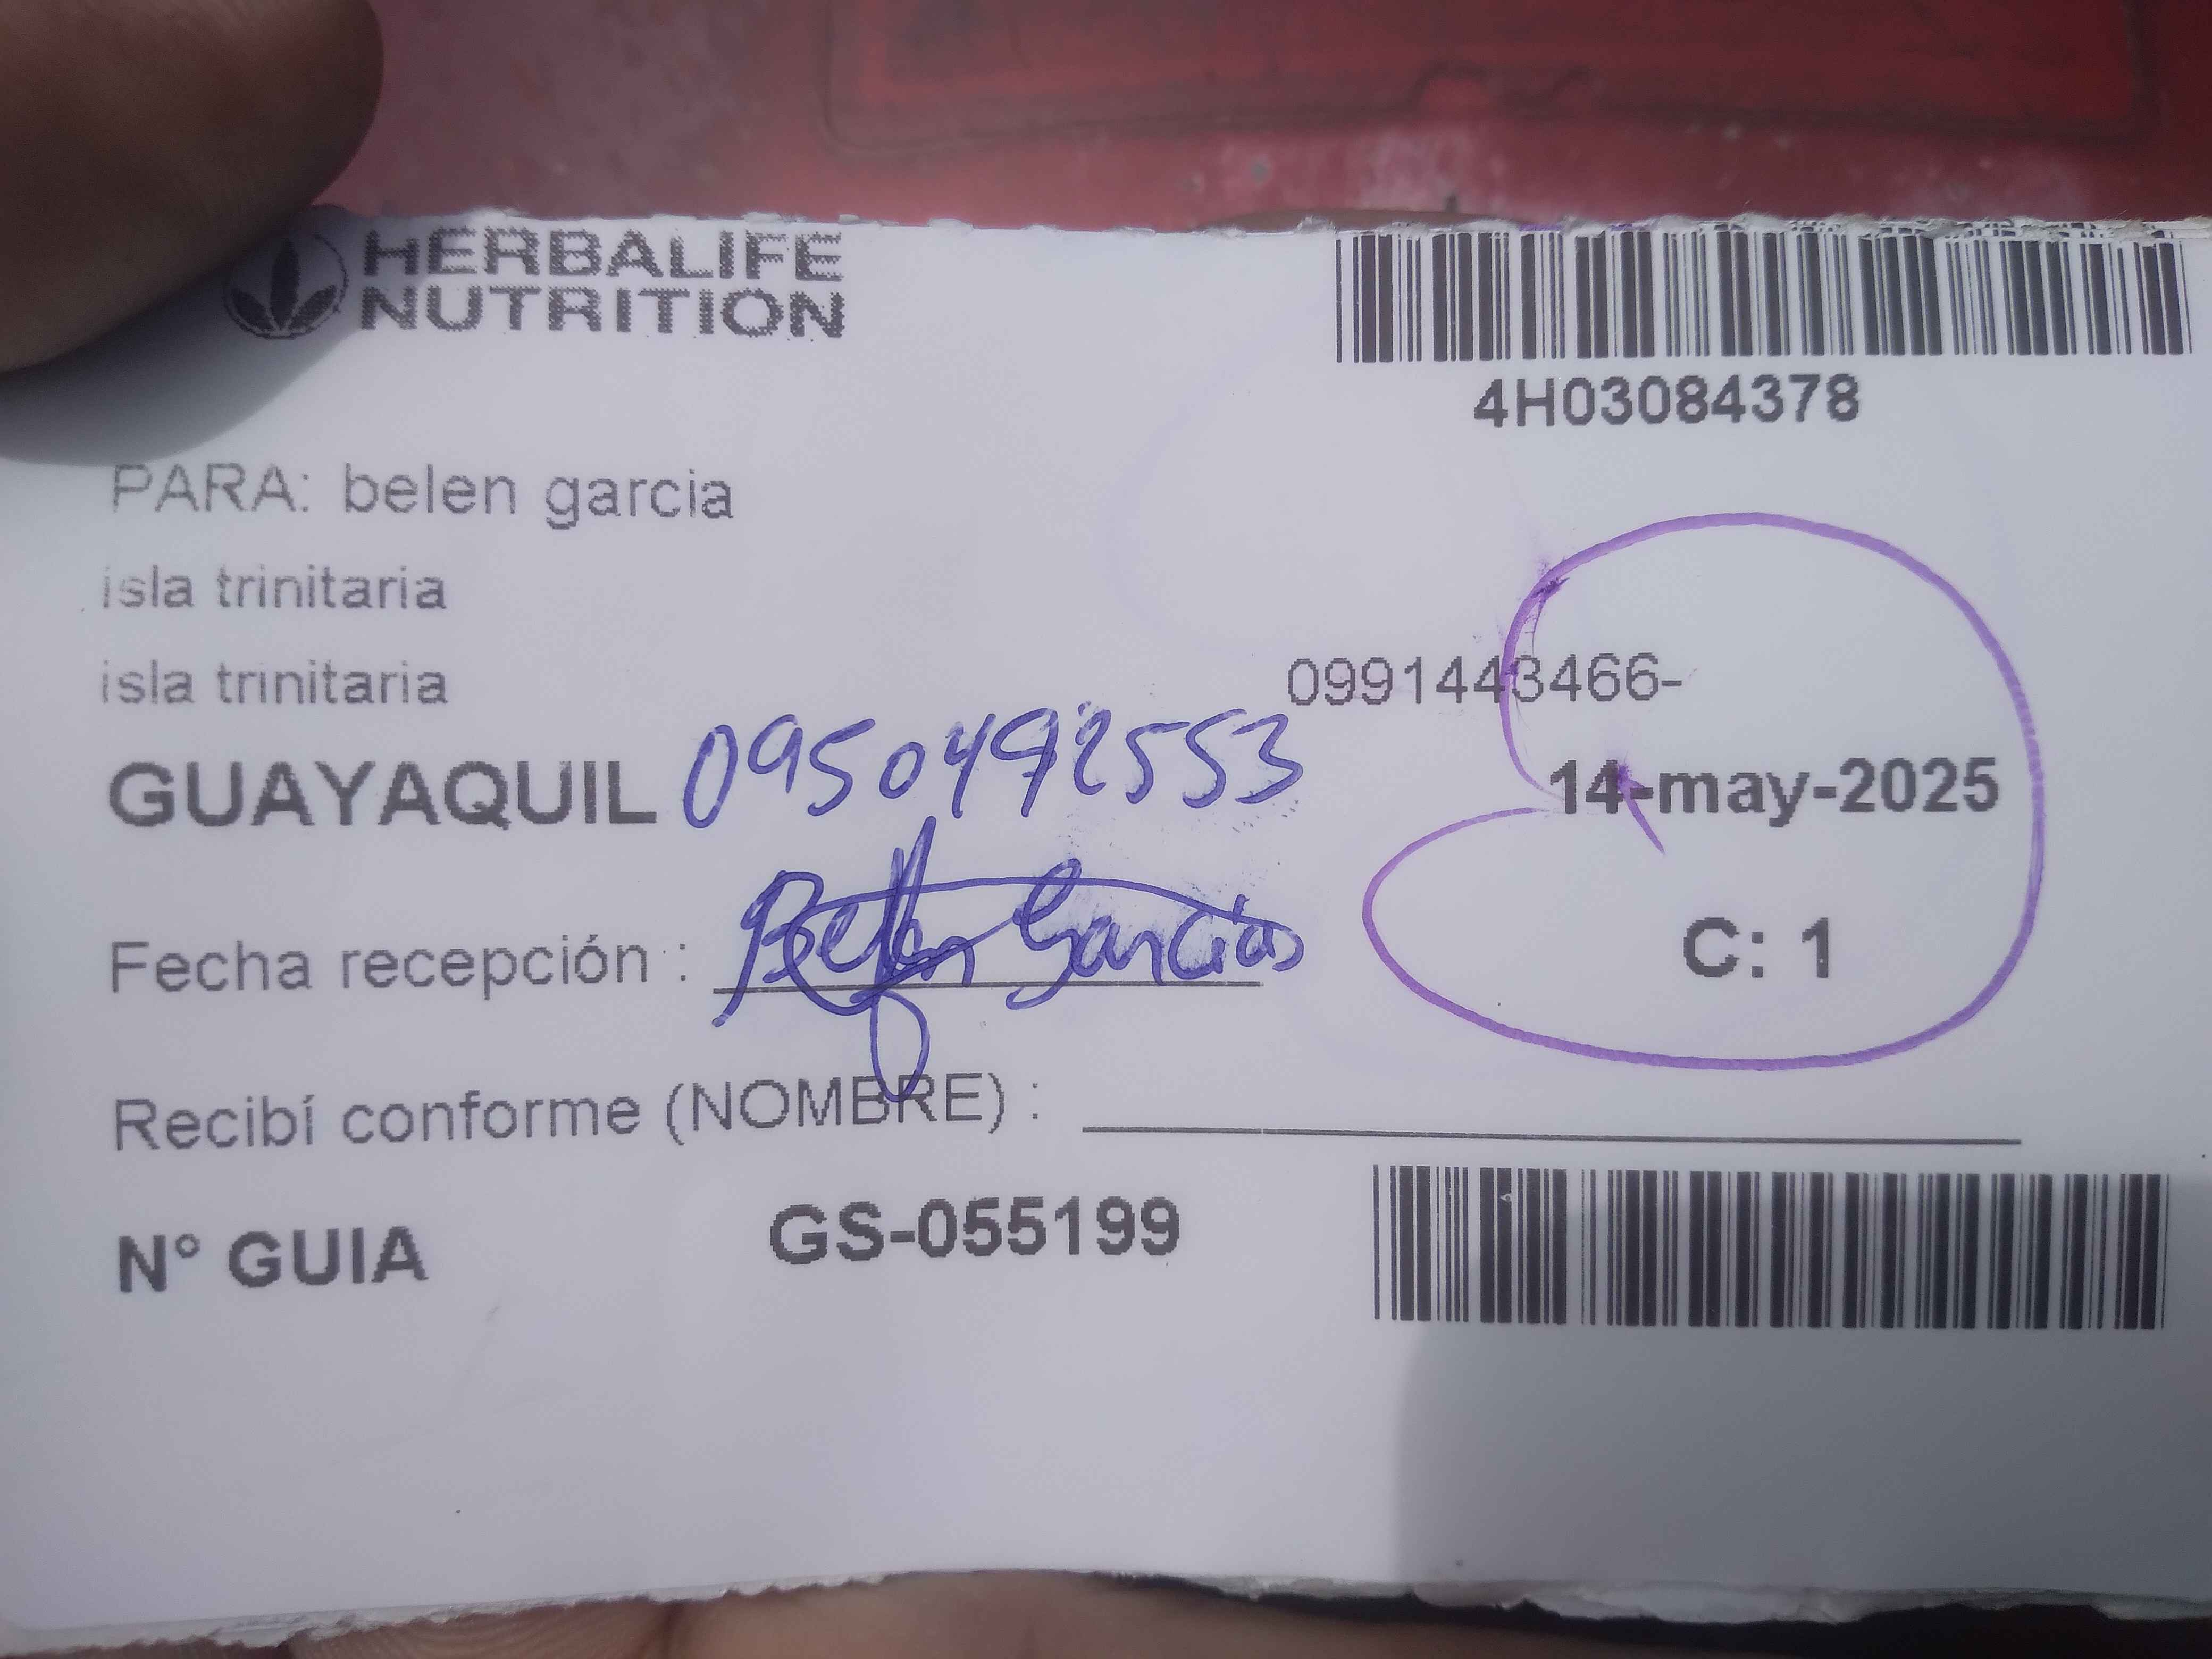 HERBALIFE
NUTRITION
4H03084378
PARA: belen garcia
isla trinitaria
isla trinitaria
0991443466-
GUAYAQUIL 0950492553
14-may-2025
Fecha recepción : Belen Garcia
C: 1
Recibí conforme (NOMBRE) :
N° GUIA GS-055199